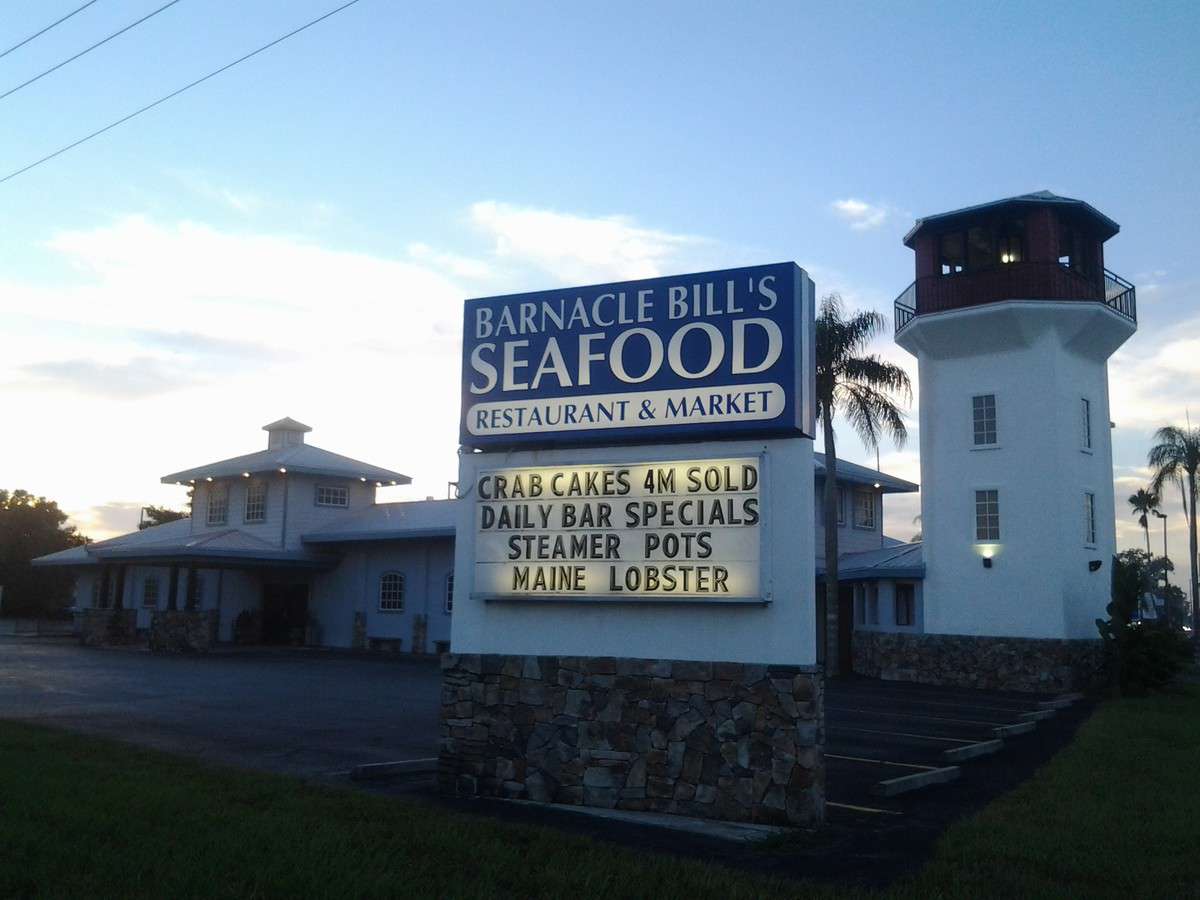 BARNACLE BILL'S
SEAFOOD
RESTAURANT & MARKET
CRAB CAKES 4M SOLD
DAILY BAR SPECIALS
STEAMER POTS
MAINE LOBSTER